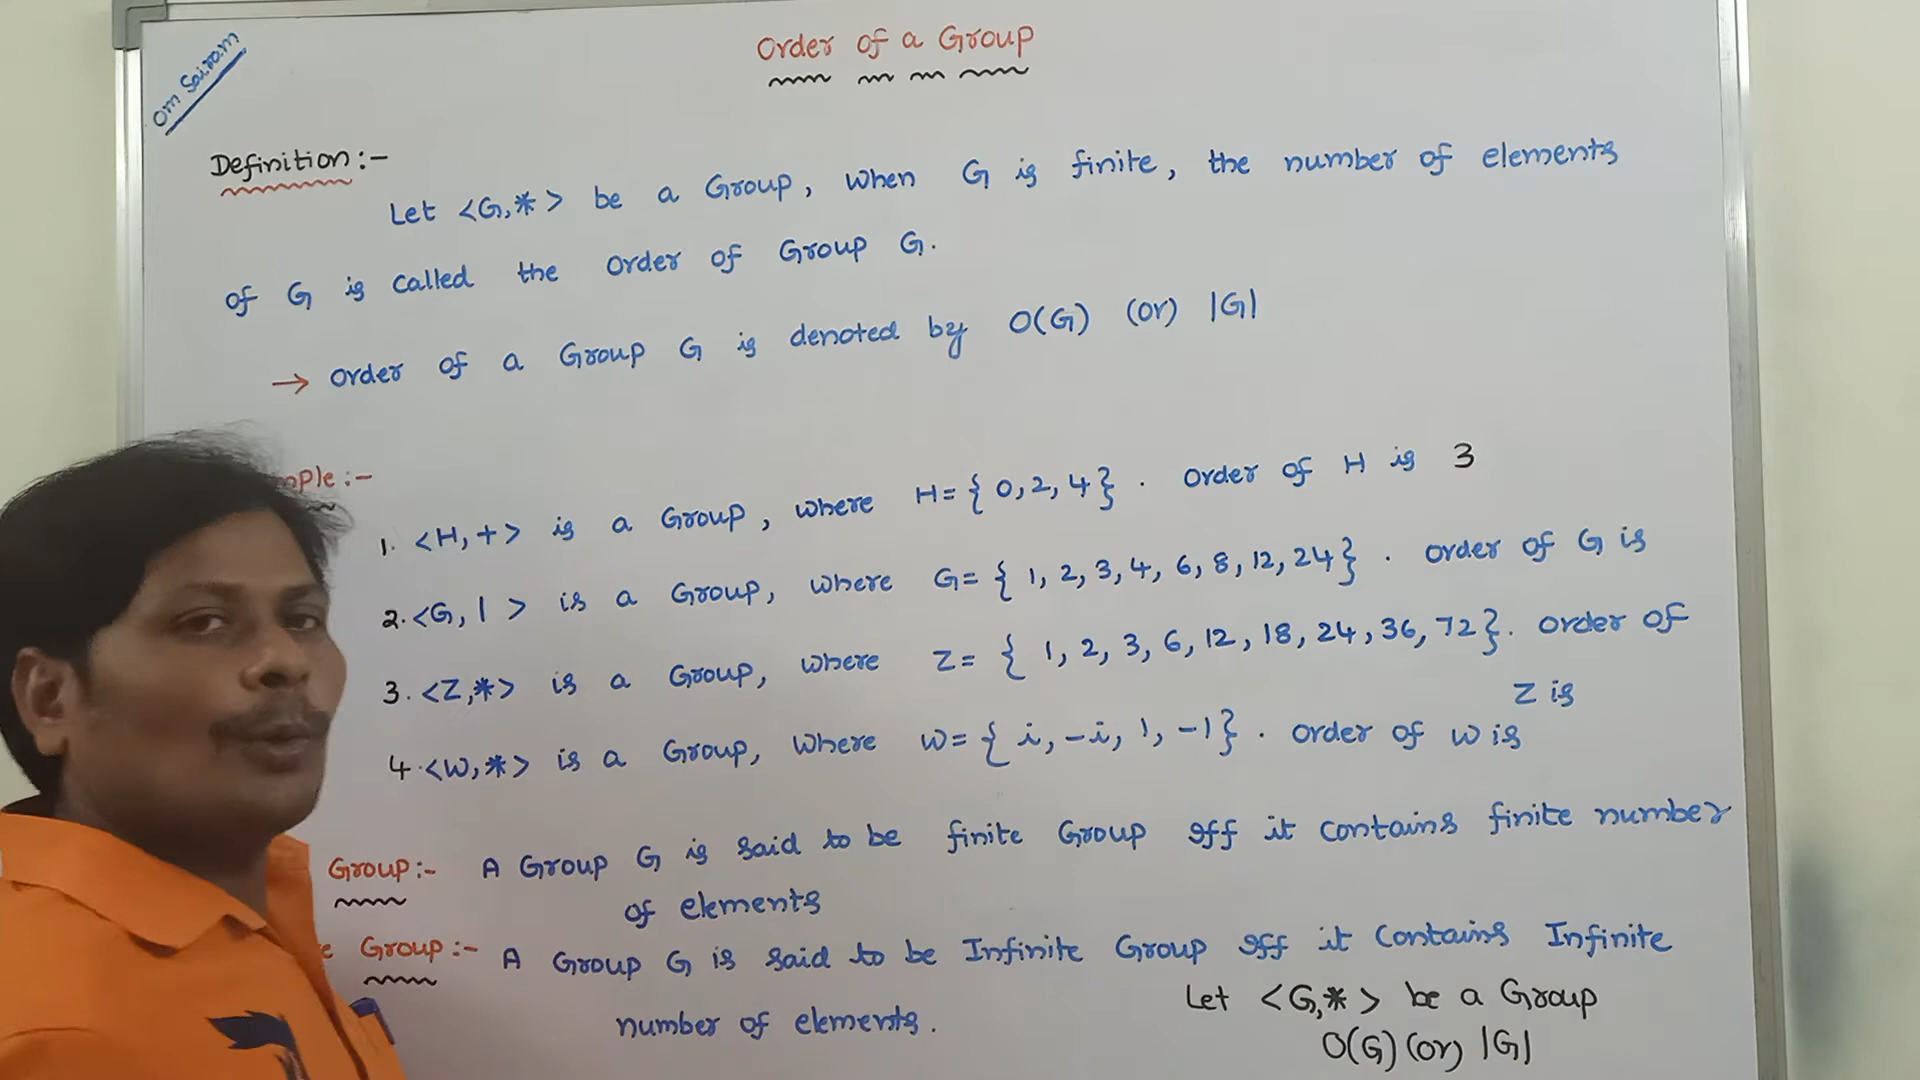 Om Sairam
Order of a Group
Definition:-
Let <G,*> be a Group, when G is finite, the number of elements
of G is called the order of Group G.
→ order of a Group G is denoted by O(G) (or) |G|
mple:-
1. <H,+> is a Group, where H={0,2,4}. order of H is 3
2. <G, | > is a Group, where G={ 1, 2, 3, 4, 6, 8, 12, 24}. order of G is
3. <Z,*> is a Group, where Z= { 1, 2, 3, 6, 12, 18, 24, 36, 72}. order of
Z is
4. <W,*> is a Group, where W={ i, -i, 1, -1}. order of W is
Group:- A Group G is said to be finite Group iff it contains finite number
of elements
e Group:- A Group G is said to be Infinite Group iff it contains Infinite
number of elements.
Let <G,*> be a Group
O(G) (or) |G|